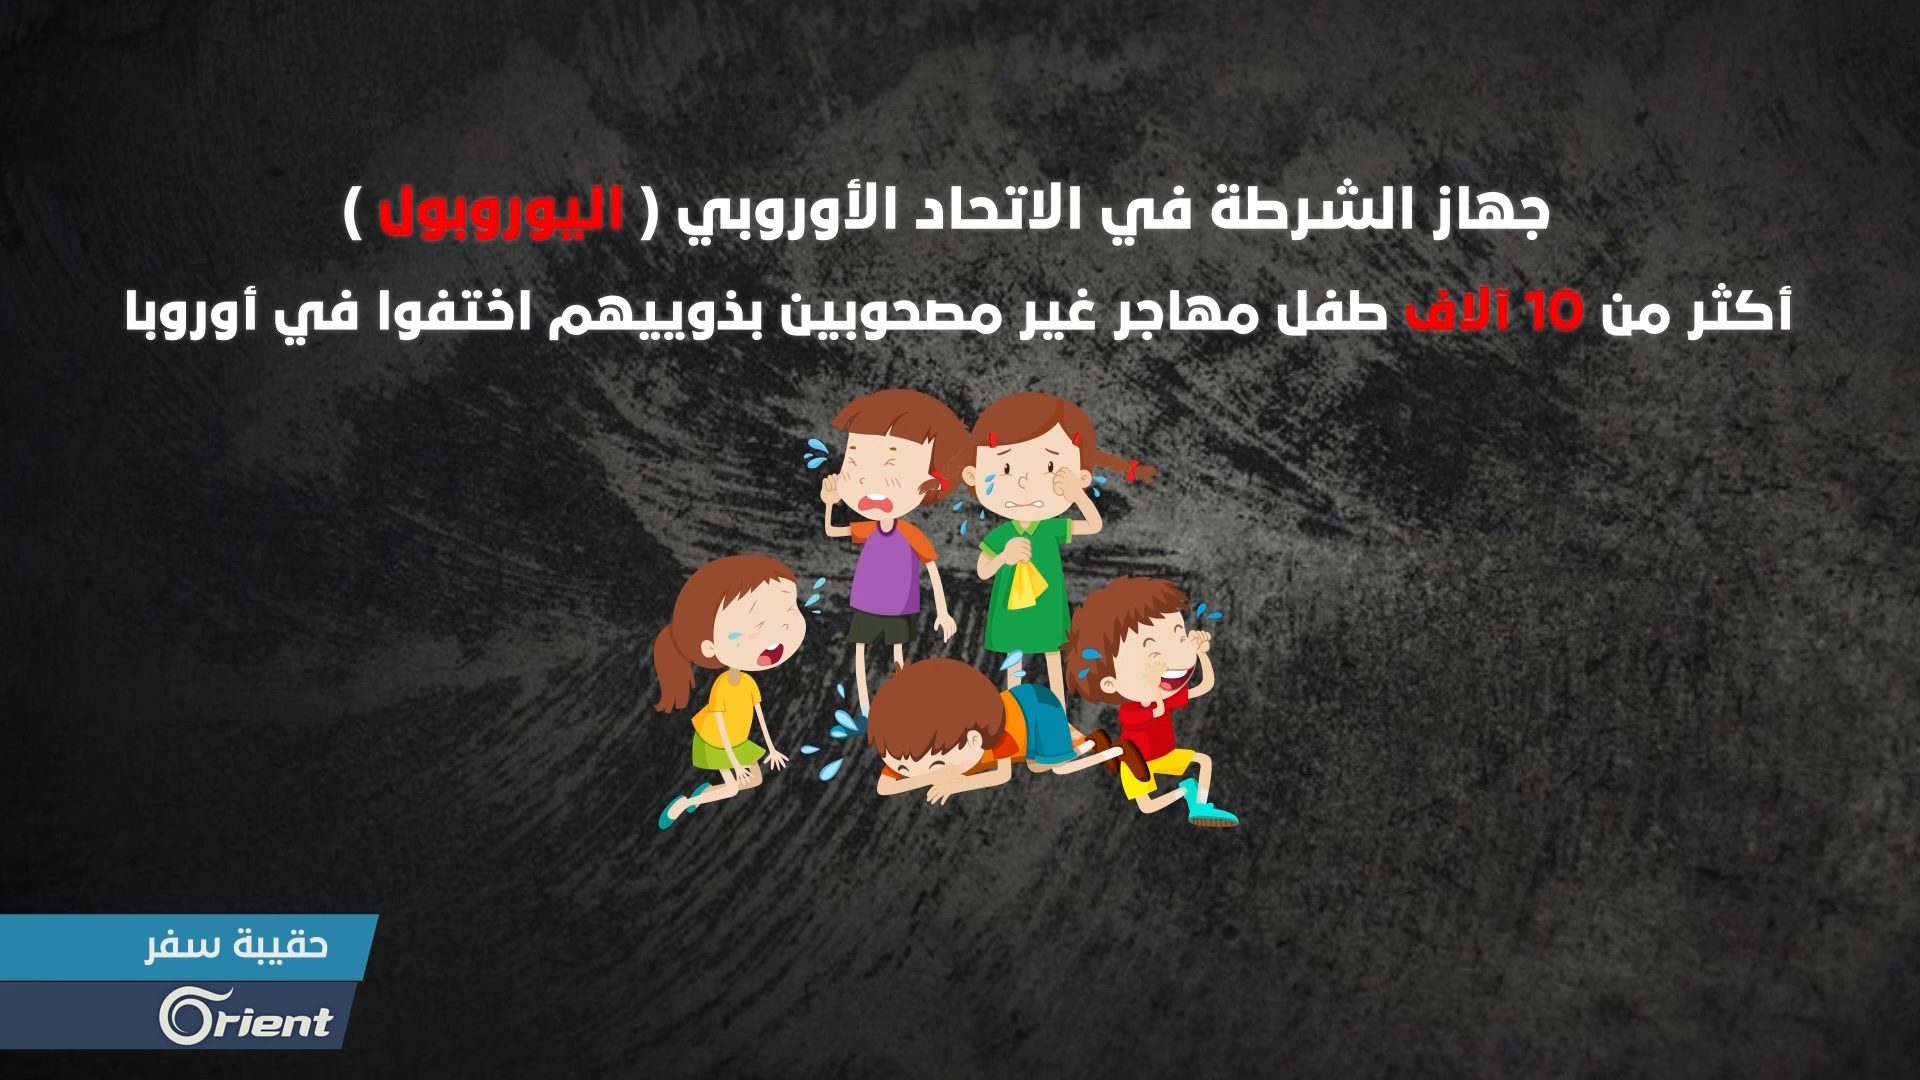 جهاز الشرطة في الاتحاد الأوروبي ( اليوروبول )
أكثر من 10 آلاف طفل مهاجر غير مصحوبين بذوييهم اختفوا في أوروبا
حقيبة سفر
Orient